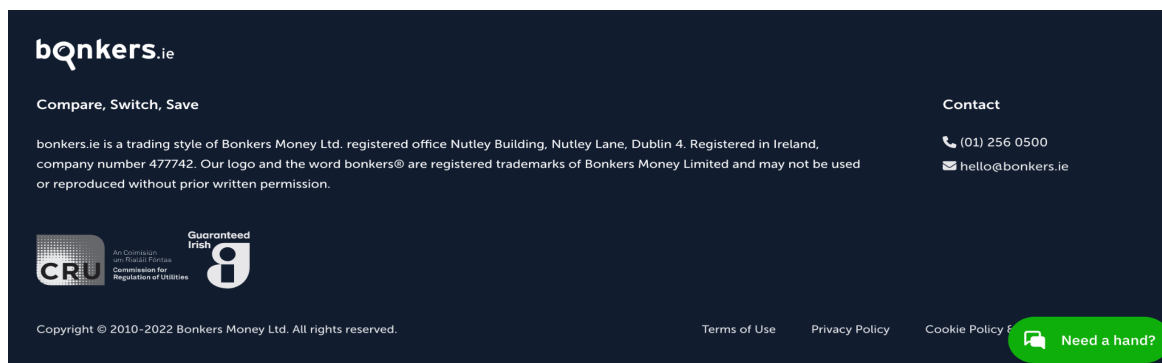 bonkers.ie
Compare, Switch, Save
Contact
bonkers.ie is a trading style of Bonkers Money Ltd. registered office Nutley Building, Nutley Lane, Dublin 4. Registered in Ireland,
company number 477742. Our logo and the word bonkers® are registered trademarks of Bonkers Money Limited and may not be used
or reproduced without prior written permission.
(01) 256 0500
hello@bonkers.ie
CRU
An Coimisiún
um Rialáil Fóntas
Commission for
Regulation of Utilities
Guaranteed
Irish
Copyright © 2010-2022 Bonkers Money Ltd. All rights reserved.
Terms of Use
Privacy Policy
Cookie Policy &
Need a hand?